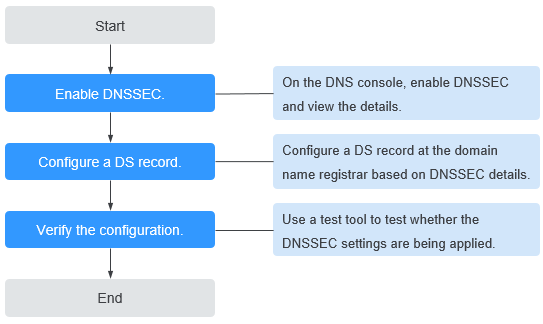 Start
Enable DNSSEC.
On the DNS console, enable DNSSEC
and view the details.
Configure a DS record.
Configure a DS record at the domain
name registrar based on DNSSEC details.
Verify the configuration.
Use a test tool to test whether the
DNSSEC settings are being applied.
End